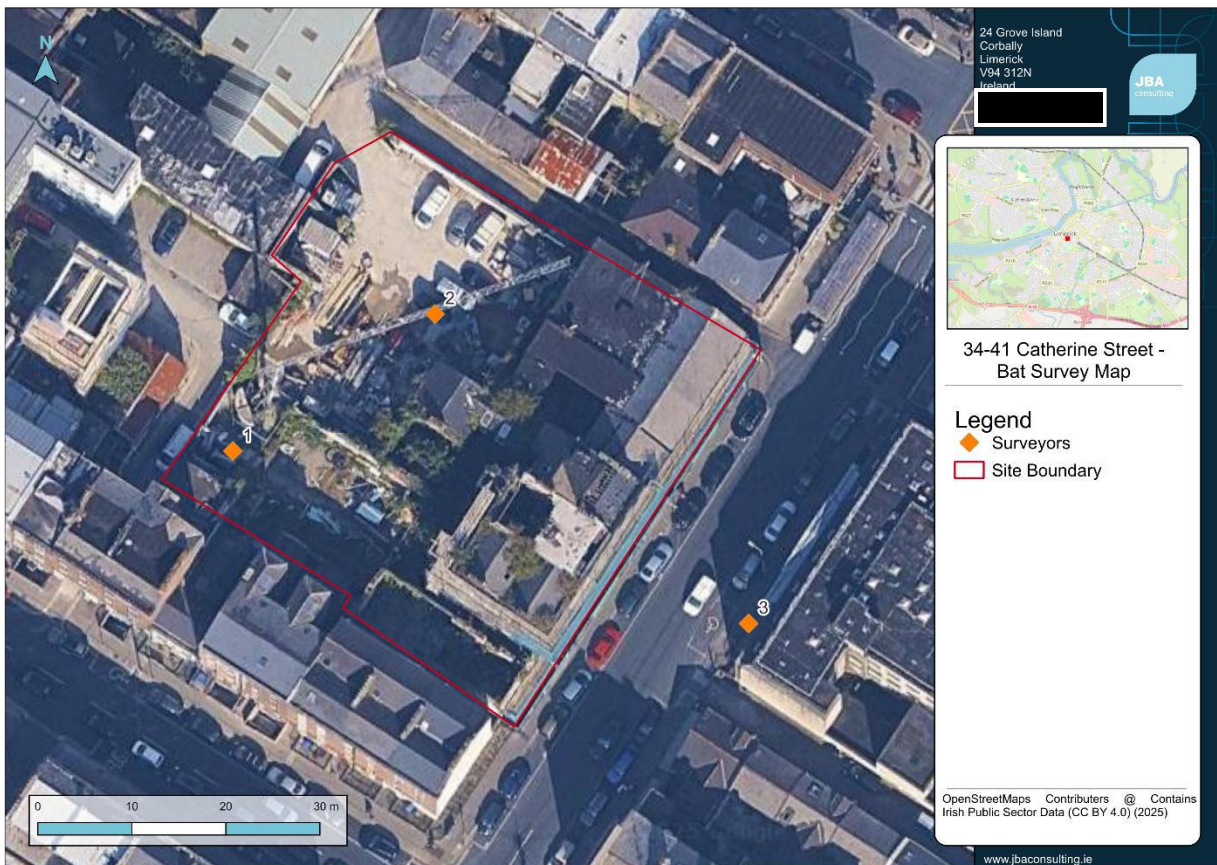 N
1
2
3
0 10 20 30 m
24 Grove Island
Corbally
Limerick
V94 312N
Ireland
JBA
consulting
Limerick
34-41 Catherine Street -
Bat Survey Map
Legend
Surveyors
Site Boundary
OpenStreetMaps Contributers @ Contains
Irish Public Sector Data (CC BY 4.0) (2025)
www.jbaconsulting.ie